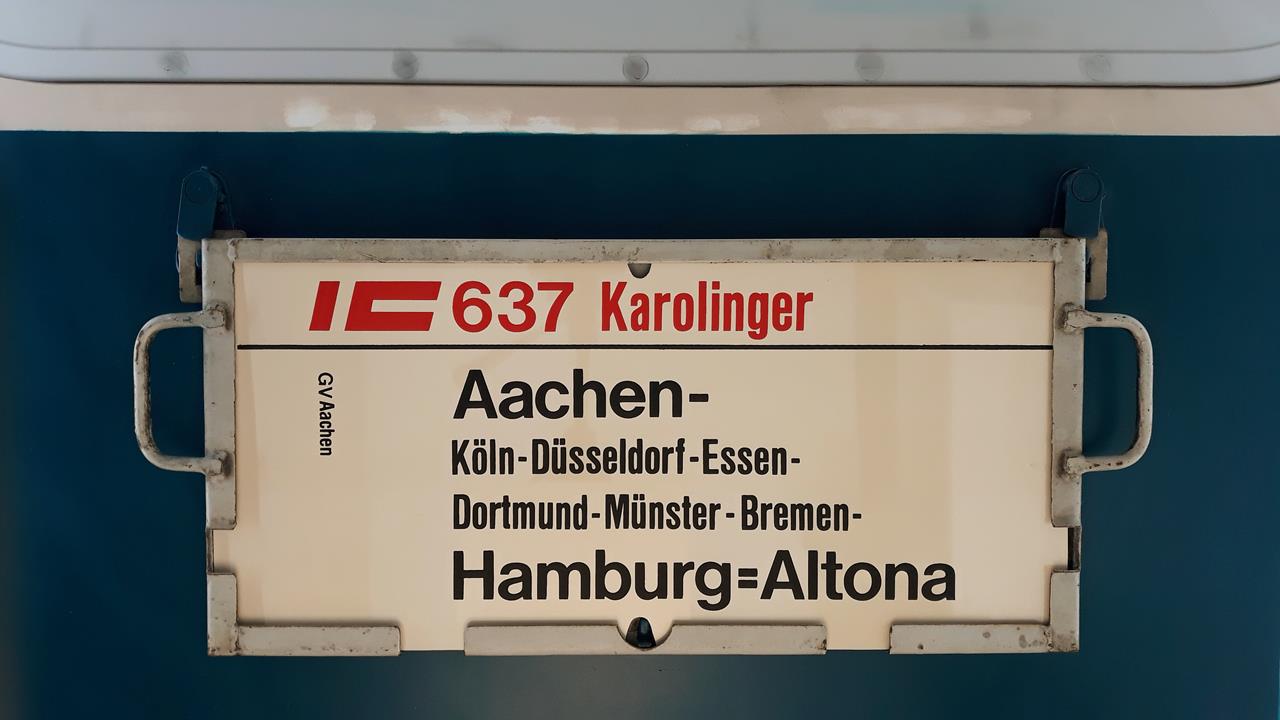 IC 637 Karolinger
GV Aachen
Aachen-
Köln-Düsseldorf-Essen-
Dortmund-Münster-Bremen-
Hamburg=Altona